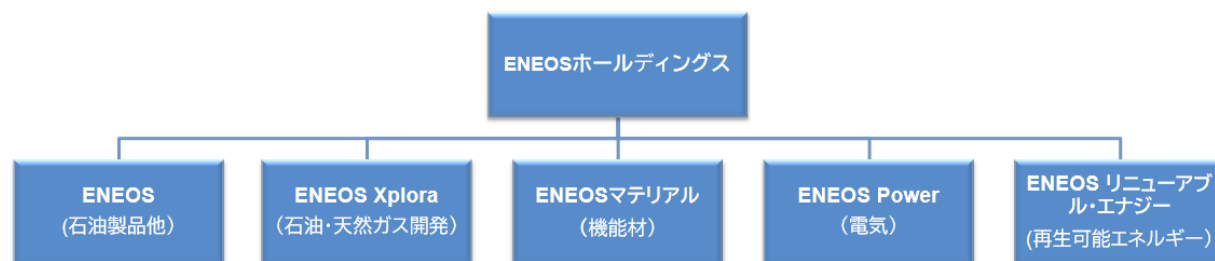 ENEOSホールディングス
ENEOS
(石油製品他）
ENEOS Xplora
（石油・天然ガス開発）
ENEOSマテリアル
（機能材）
ENEOS Power
（電気）
ENEOS リニューアブ
ル・エナジー
(再生可能エネルギー）